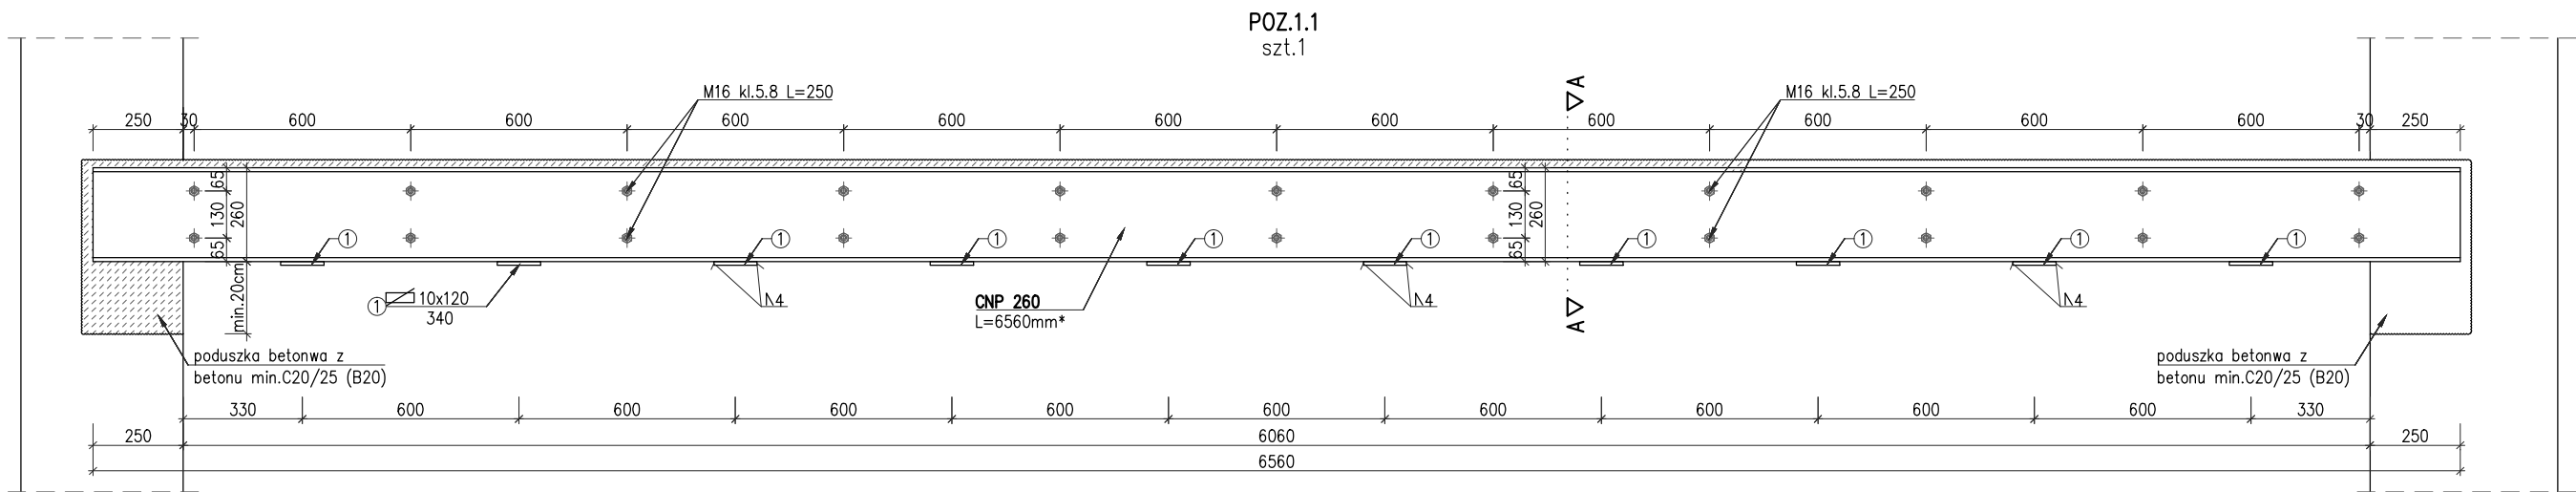 POZ.1.1
szt.1
A
M16 kl.5.8 L=250
M16 kl.5.8 L=250
250 30 600 600 600 600 600 600 600 600 600 600 30 250
65 130 65 260
65 130 65 260
1 1 1 1 1 1 1 1 1
min.20cm
1 10x120
340
4 4 4
CNP 260
L=6560mm*
A
poduszka betonwa z
betonu min.C20/25 (B20)
poduszka betonwa z
betonu min.C20/25 (B20)
330 600 600 600 600 600 600 600 600 600 330
250 6060 250
6560